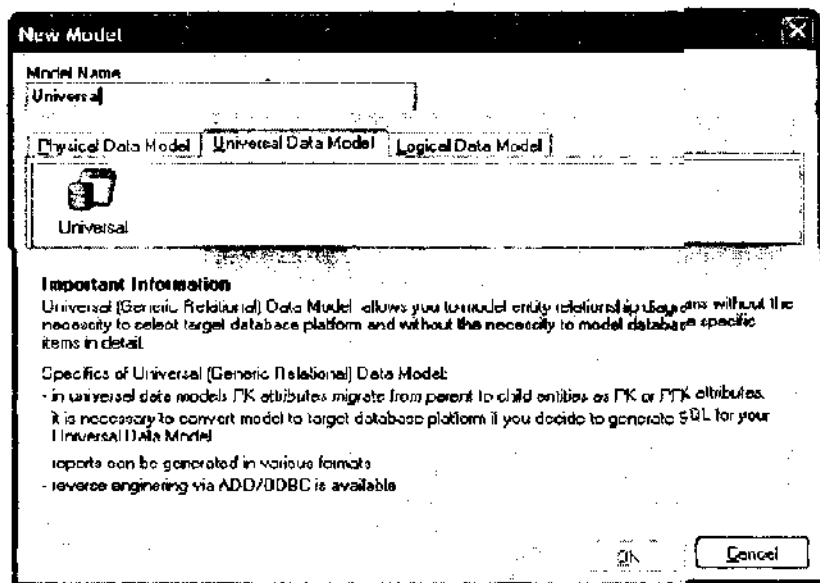 New Model
Model Name
Universal
Physical Data Model Universal Data Model Logical Data Model
Universal
Important Information
Universal (Generic Relational) Data Model allows you to model entity relationship diagrams without the
necessity to select target database platform and without the necessity to model database specific
items in detail.
Specifics of Universal (Generic Relational) Data Model:
- in universal data models PK attributes migrate from parent to child entities as FK or PFK attributes.
it is necessary to convert model to target database platform if you decide to generate SQL for your
Universal Data Model
reports can be generated in various formats
- reverse enginering via ADO/ODBC is available
OK Cancel